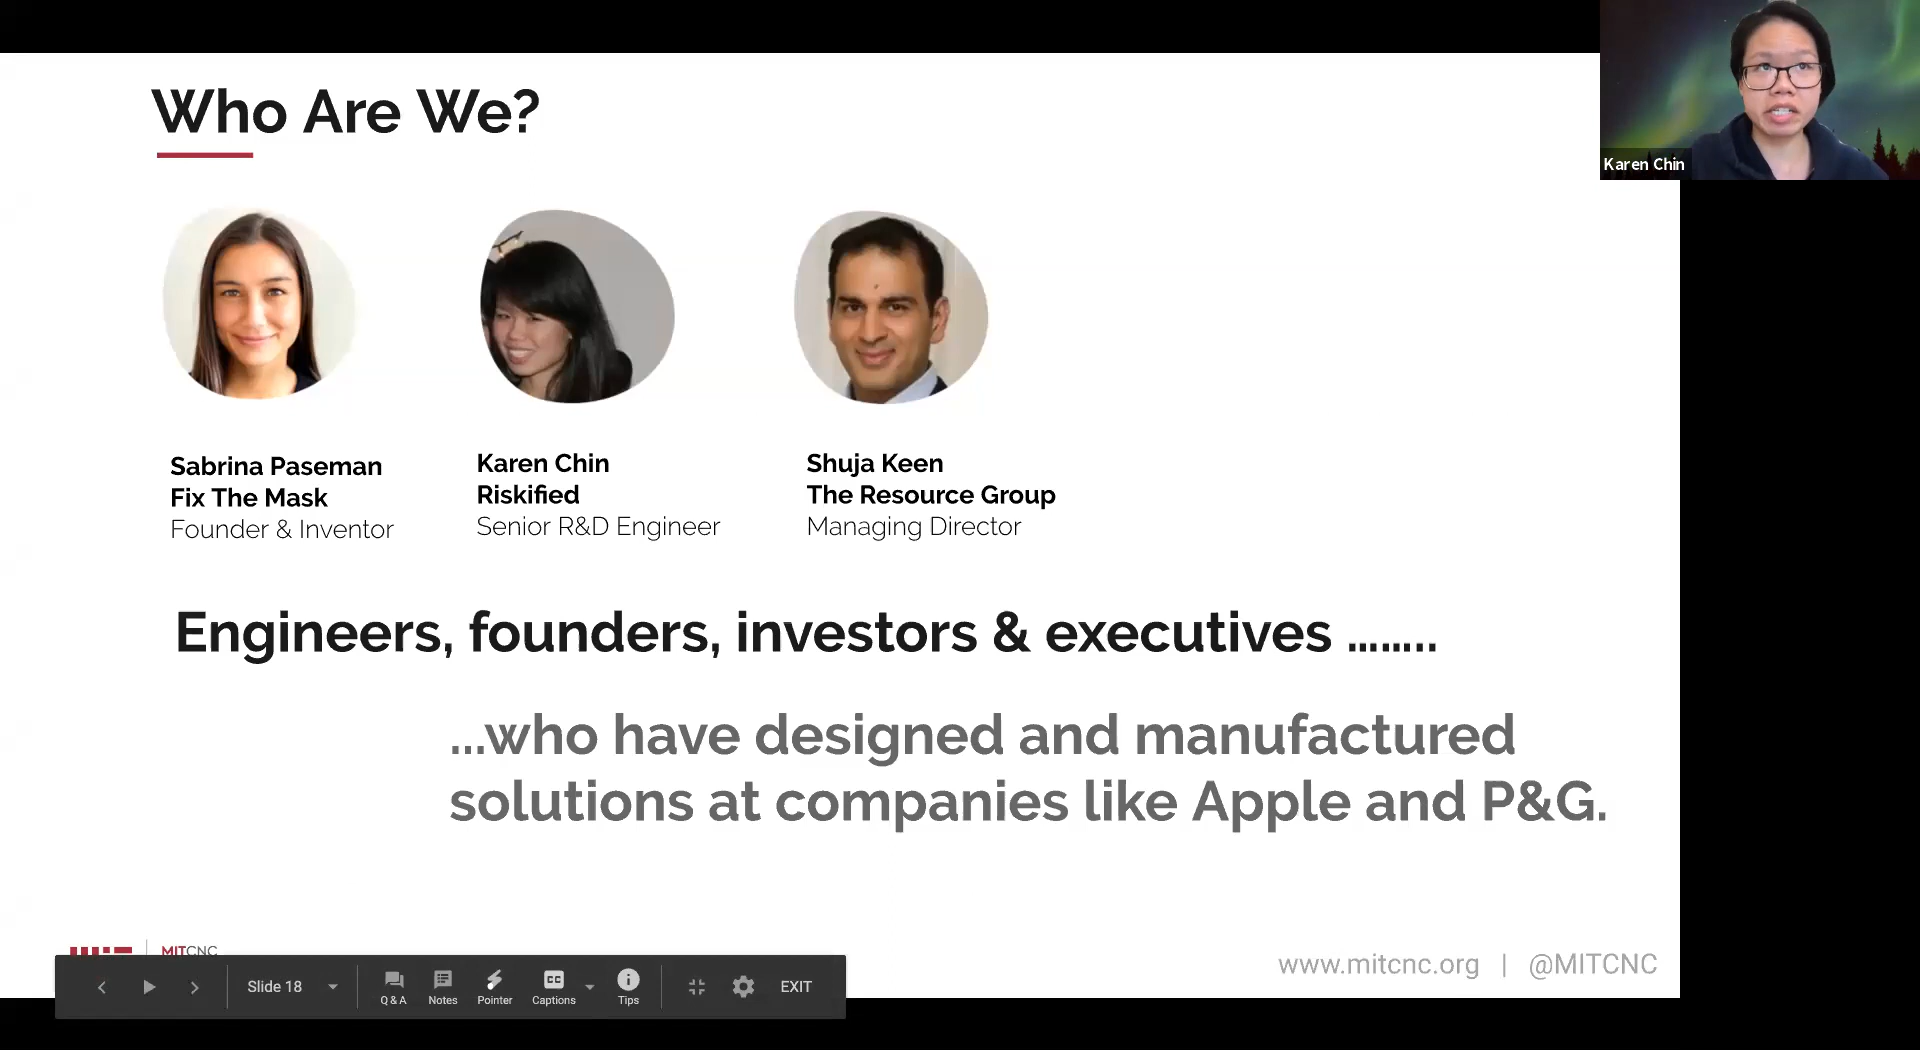 Who Are We?
Karen Chin
Sabrina Paseman
Fix The Mask
Founder & Inventor
Karen Chin
Riskified
Senior R&D Engineer
Shuja Keen
The Resource Group
Managing Director
Engineers, founders, investors & executives ........
...who have designed and manufactured
solutions at companies like Apple and P&G.
MITCNC
www.mitcnc.org | @MITCNC
Slide 18
Q & A
Notes
Pointer
CC
Captions
Tips
EXIT